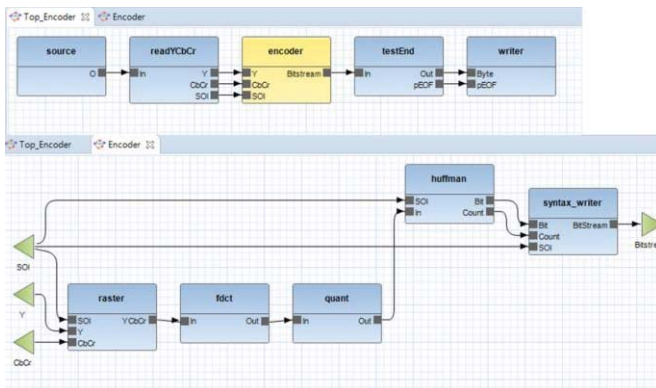 Top_Encoder Encoder
source readYCbCr encoder testEnd writer
O In Y Y Bitstream In Out Byte
CbCr CbCr pEOF pEOF
SOI SOI
Top_Encoder Encoder
huffman
SOI Bit
In Count
syntax_writer
Bit BitStream
Count
SOI
Bitstre
SOI
Y
CbCr
raster fdct quant
SOI YCbCr In Out In Out
Y
CbCr